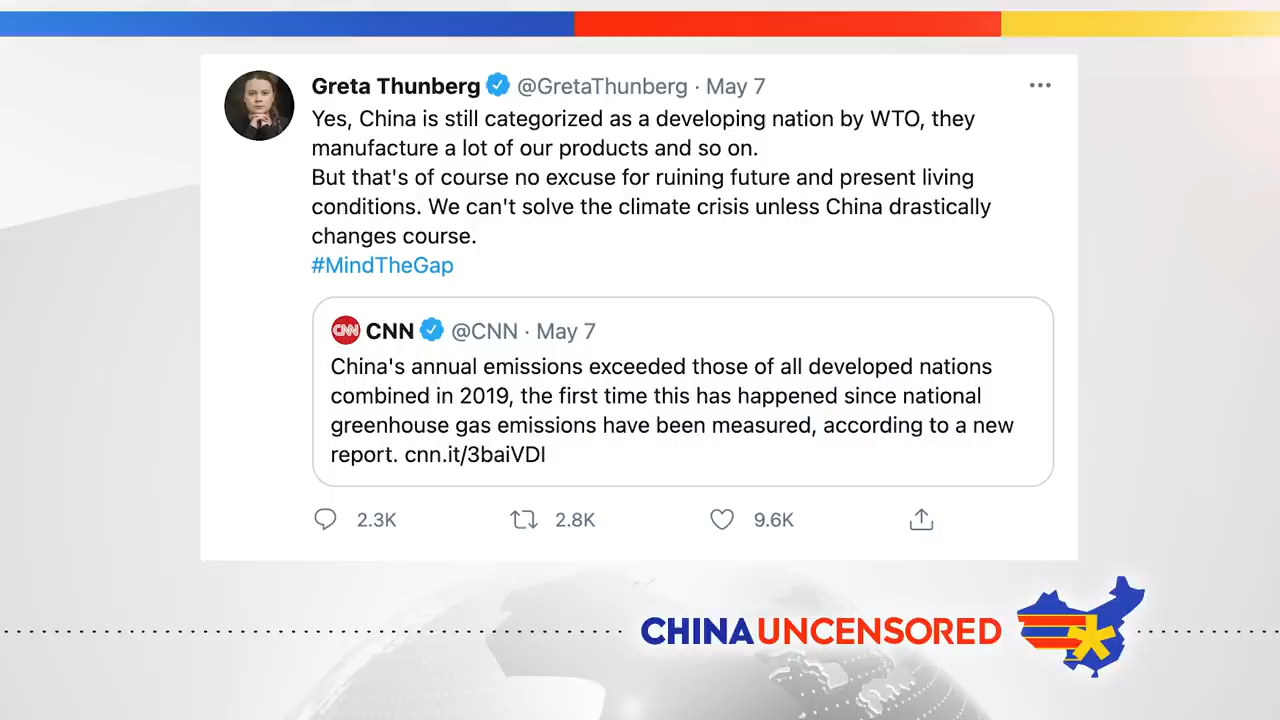 Greta Thunberg @GretaThunberg · May 7
Yes, China is still categorized as a developing nation by WTO, they
manufacture a lot of our products and so on.
But that's of course no excuse for ruining future and present living
conditions. We can't solve the climate crisis unless China drastically
changes course.
#MindTheGap
CNN CNN @CNN · May 7
China's annual emissions exceeded those of all developed nations
combined in 2019, the first time this has happened since national
greenhouse gas emissions have been measured, according to a new
report. cnn.it/3baiVDI
2.3K 2.8K 9.6K
CHINA UNCENSORED